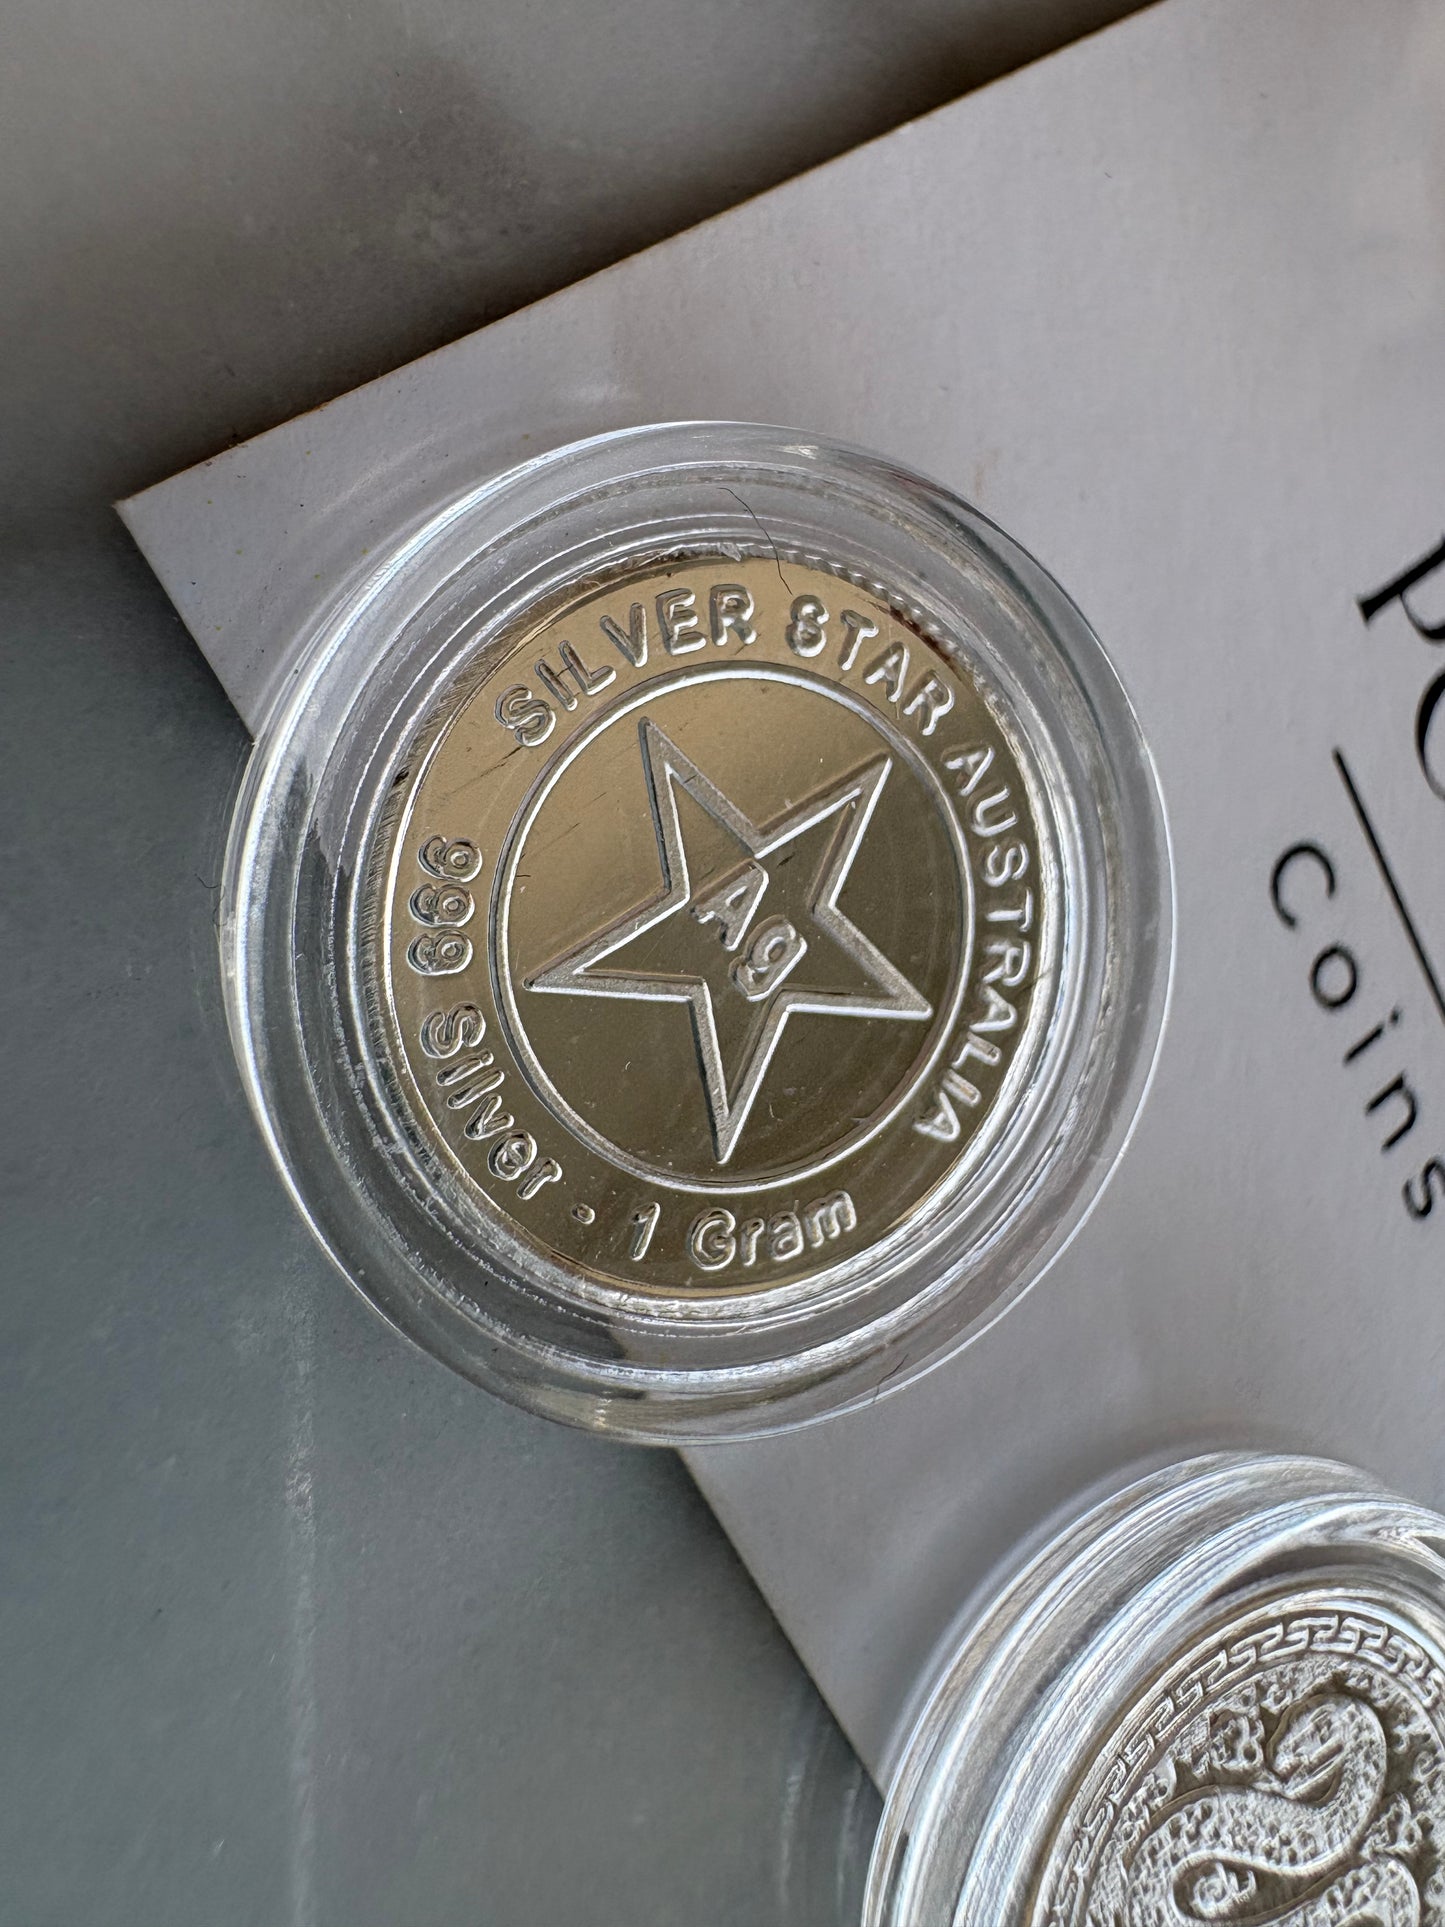 SILVER STAR AUSTRALIA
Ag
999 Silver - 1 Gram
coins